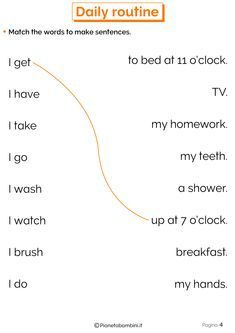 Daily routine
• Match the words to make sentences.
I get to bed at 11 o'clock.
I have TV.
I take my homework.
I go my teeth.
I wash a shower.
I watch up at 7 o'clock.
I brush breakfast.
I do my hands.
© Pianetabambini.it
Pagina 4